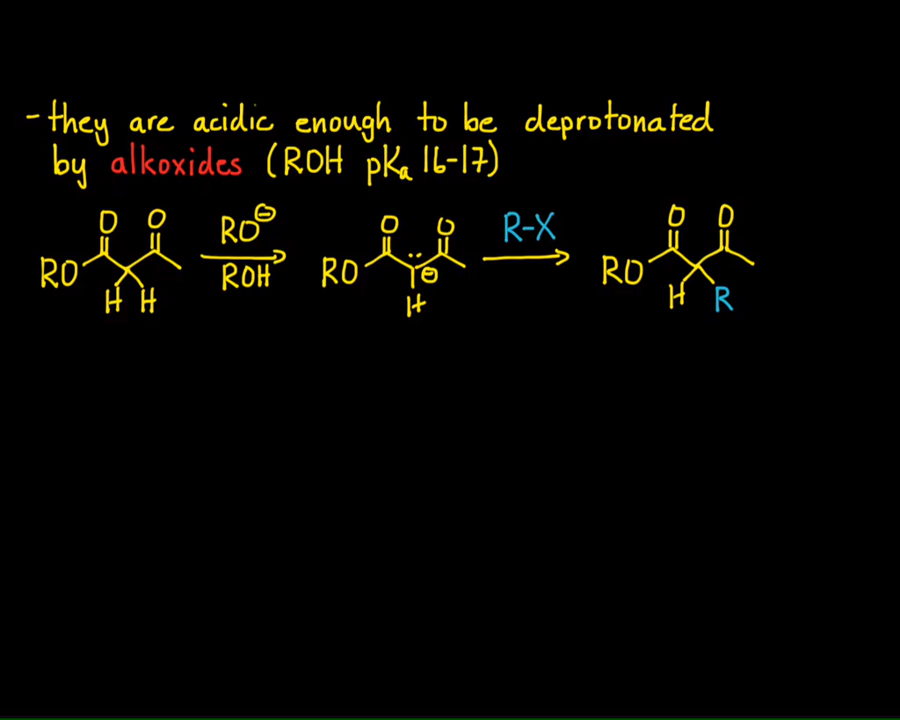 - they are acidic enough to be deprotonated
by alkoxides (ROH pKa 16-17)
O O RO⊖ O O R-X O O
RO ROH RO ⊖ RO
H H H H R